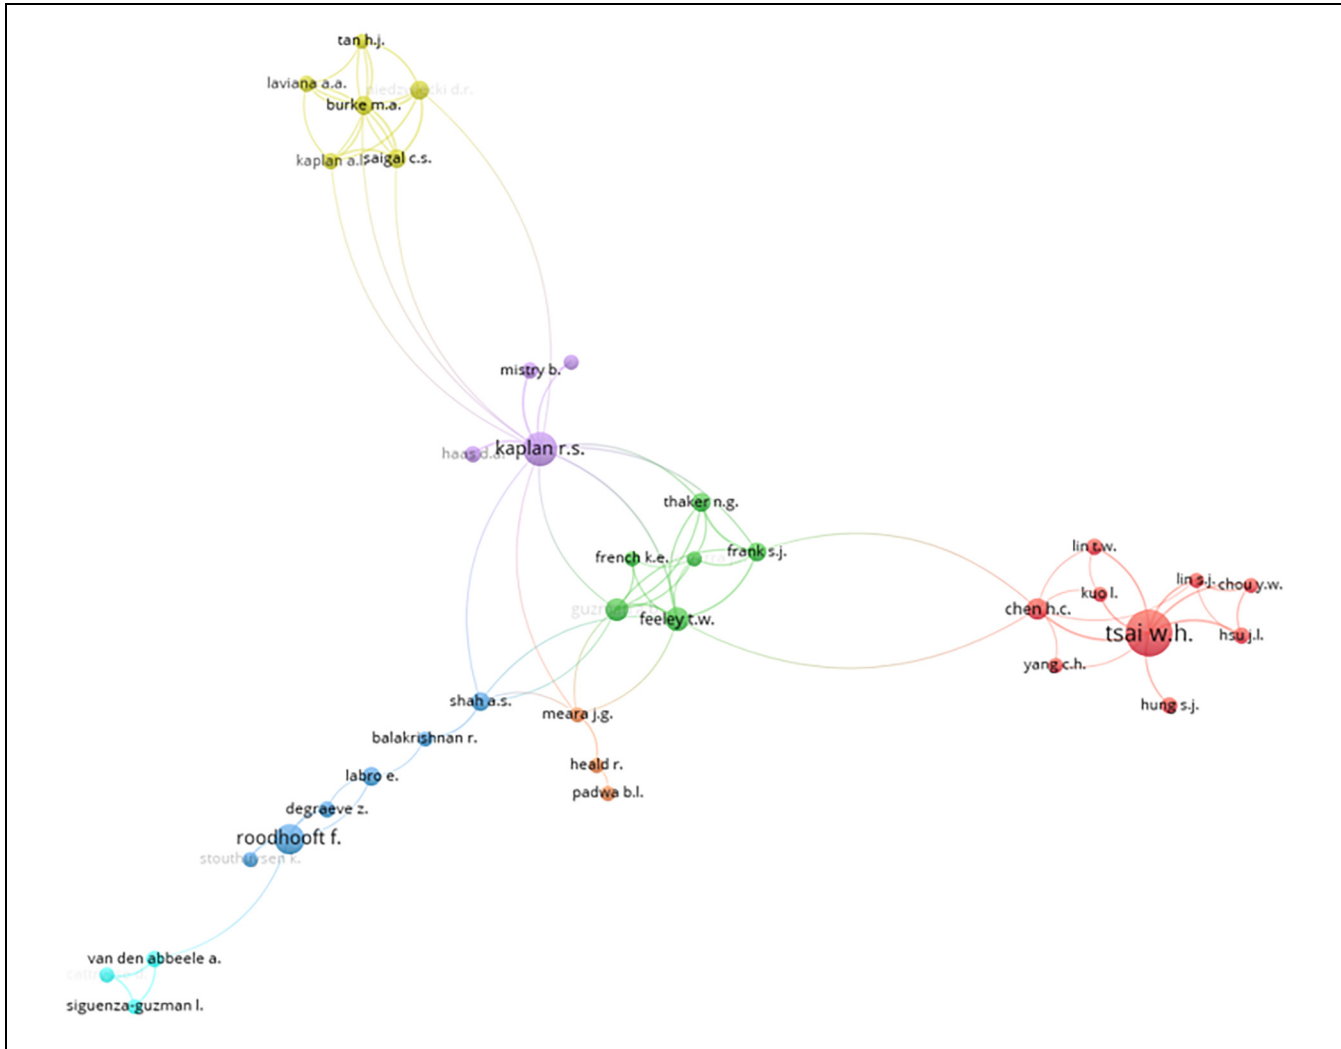 tan h.j.
laviana a.a.
burke m.a.
kaplan a.l.
saigal c.s.
mistry b.
haas d.a.
kaplan r.s.
thaker n.g.
french k.e.
frank s.j.
feeley t.w.
lin t.w.
lin s.j.
chou y.w.
kuo l.
chen h.c.
tsai w.h.
hsu j.l.
yang c.h.
hung s.j.
shah a.s.
meara j.g.
balakrishnan r.
heald r.
labro e.
padwa b.l.
degraeve z.
roodhooft f.
stouthuysen k.
van den abbeele a.
siguenza-guzman l.